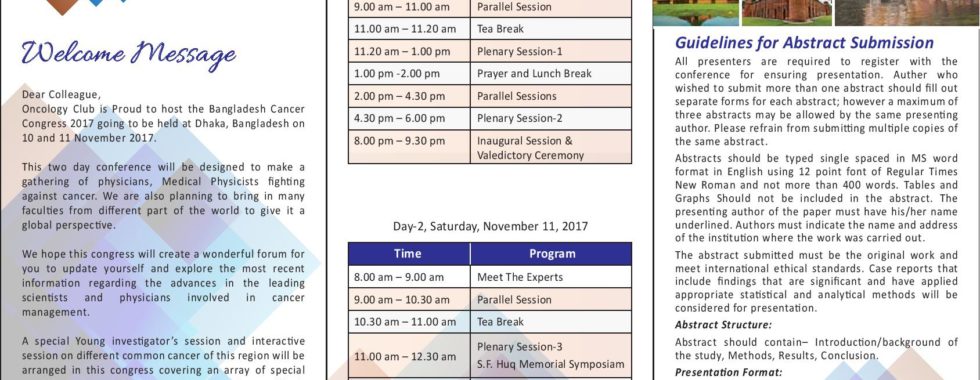 Welcome Message
Dear Colleague,
Oncology Club is Proud to host the Bangladesh Cancer
Congress 2017 going to be held at Dhaka, Bangladesh on
10 and 11 November 2017.
This two day conference will be designed to make a
gathering of physicians, Medical Physicists fighting
against cancer. We are also planning to bring in many
faculties from different part of the world to give it a
global perspective.
We hope this congress will create a wonderful forum for
you to update yourself and explore the most recent
information regarding the advances in the leading
scientists and physicians involved in cancer
management.
A special Young investigator's session and interactive
session on different common cancer of this region will be
arranged in this congress covering an array of special
9.00 am – 11.00 am Parallel Session
11.00 am – 11.20 am Tea Break
11.20 am – 1.00 pm Plenary Session-1
1.00 pm -2.00 pm Prayer and Lunch Break
2.00 pm – 4.30 pm Parallel Sessions
4.30 pm – 6.00 pm Plenary Session-2
8.00 pm – 9.30 pm Inaugural Session &
Valedictory Ceremony
Day-2, Saturday, November 11, 2017
Time Program
8.00 am – 9.00 am Meet The Experts
9.00 am – 10.30 am Parallel Session
10.30 am – 11.00 am Tea Break
11.00 am – 12.30 am Plenary Session-3
S.F. Huq Memorial Symposiam
Guidelines for Abstract Submission
All presenters are required to register with the
conference for ensuring presentation. Auther who
wished to submit more than one abstract should fill out
separate forms for each abstract; however a maximum of
three abstracts may be allowed by the same presenting
author. Please refrain from submitting multiple copies of
the same abstract.
Abstracts should be typed single spaced in MS word
format in English using 12 point font of Regular Times
New Roman and not more than 400 words. Tables and
Graphs Should not be included in the abstract. The
presenting author of the paper must have his/her name
underlined. Authors must indicate the name and address
of the institution where the work was carried out.
The abstract submitted must be the original work and
meet international ethical standards. Case reports that
include findings that are significant and have applied
appropriate statistical and analytical methods will be
considered for presentation.
Abstract Structure:
Abstract should contain– Introduction/background of
the study, Methods, Results, Conclusion.
Presentation Format: